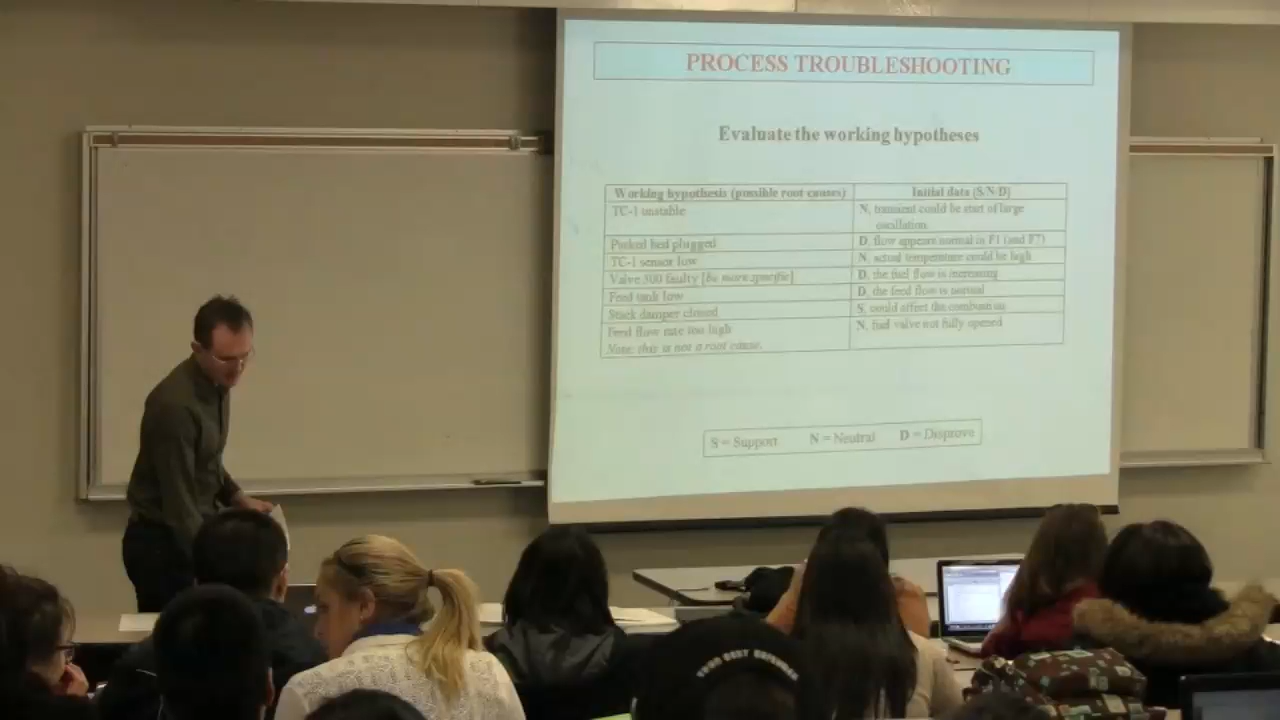 PROCESS TROUBLESHOOTING
Evaluate the working hypotheses
Working hypothesis (possible root causes) Initial data (S/N/D)
TC-1 unstable N, transient could be start of large
oscillation
Packed bed plugged D, flow appears normal in F1 (and F7)
TC-1 sensor low N, actual temperature could be high
Valve 300 faulty [Be more specific] D, the fuel flow is increasing
Feed tank low D, the feed flow is normal
Stack damper closed S, could affect the combustion
Feed flow rate too high N, fuel valve not fully opened
Note: this is not a root cause.
S = Support N = Neutral D = Disprove
YOUR BEST